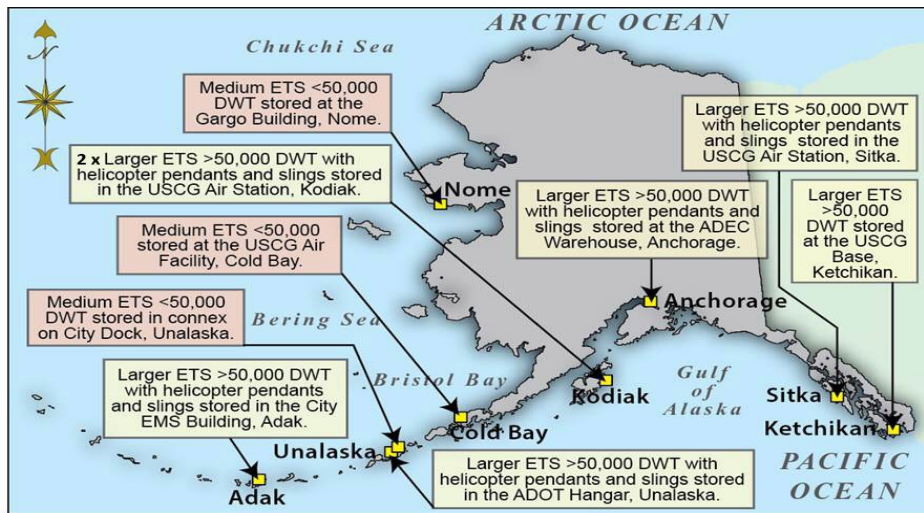 ARCTIC OCEAN
Chukchi Sea
N
Medium ETS <50,000
DWT stored at the
Gargo Building, Nome.
Larger ETS >50,000 DWT
with helicopter pendants
and slings stored in the
USCG Air Station, Sitka.
2 x Larger ETS >50,000 DWT with
helicopter pendants and slings stored
in the USCG Air Station, Kodiak.
Nome
Larger ETS >50,000 DWT
with helicopter pendants and
slings stored at the ADEC
Warehouse, Anchorage.
Larger ETS
>50,000
DWT stored
at the USCG
Base,
Ketchikan.
Medium ETS <50,000
stored at the USCG Air
Facility, Cold Bay.
Medium ETS <50,000
DWT stored in connex
on City Dock, Unalaska.
Bering Sea
Anchorage
Larger ETS >50,000 DWT
with helicopter pendants
and slings stored in the City
EMS Building, Adak.
Bristol Bay
Kodiak
Gulf
of
Alaska
Sitka
Ketchikan
Cold Bay
Unalaska
Adak
Larger ETS >50,000 DWT with
helicopter pendants and slings stored
in the ADOT Hangar, Unalaska.
PACIFIC
OCEAN